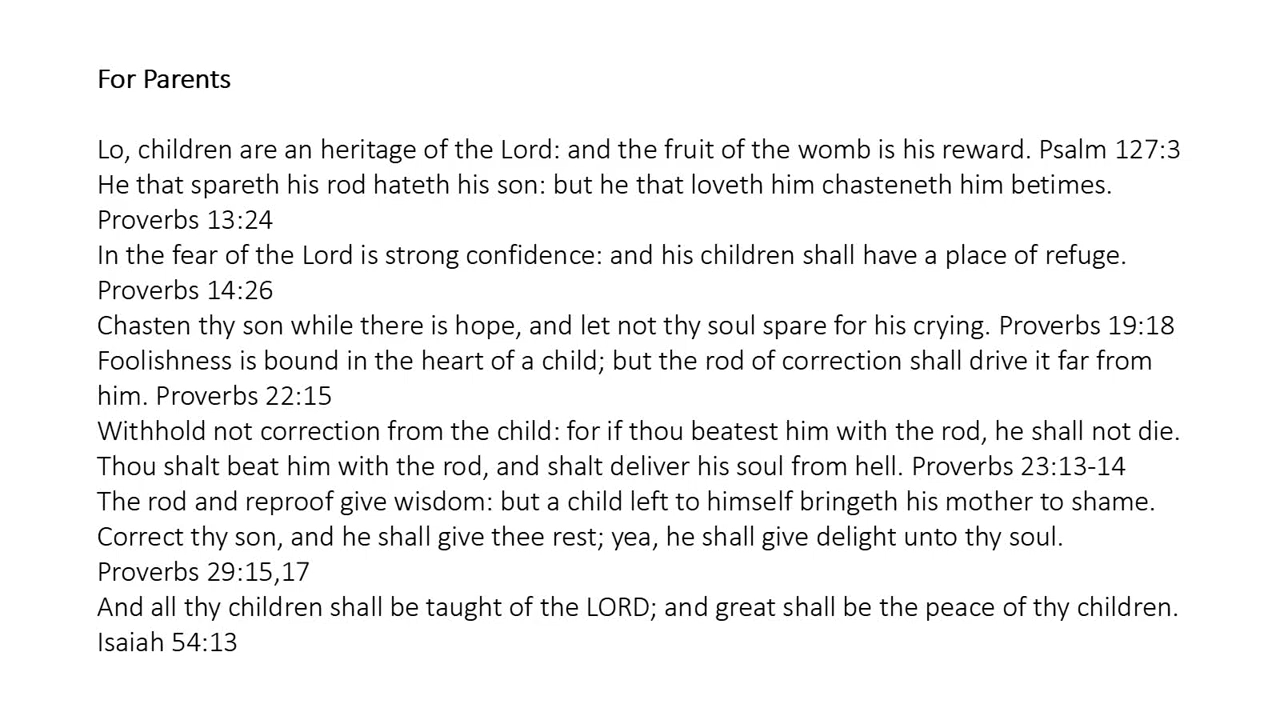 For Parents
Lo, children are an heritage of the Lord: and the fruit of the womb is his reward. Psalm 127:3
He that spareth his rod hateth his son: but he that loveth him chasteneth him betimes.
Proverbs 13:24
In the fear of the Lord is strong confidence: and his children shall have a place of refuge.
Proverbs 14:26
Chasten thy son while there is hope, and let not thy soul spare for his crying. Proverbs 19:18
Foolishness is bound in the heart of a child; but the rod of correction shall drive it far from
him. Proverbs 22:15
Withhold not correction from the child: for if thou beatest him with the rod, he shall not die.
Thou shalt beat him with the rod, and shalt deliver his soul from hell. Proverbs 23:13-14
The rod and reproof give wisdom: but a child left to himself bringeth his mother to shame.
Correct thy son, and he shall give thee rest; yea, he shall give delight unto thy soul.
Proverbs 29:15,17
And all thy children shall be taught of the LORD; and great shall be the peace of thy children.
Isaiah 54:13